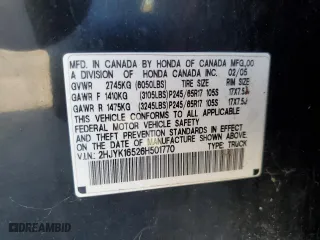 MFD. IN CANADA BY HONDA OF CANADA MFG.,00
A DIVISION OF HONDA CANADA INC. 02/05
GVWR 2745KG (6050LBS) TIRE SIZE RIM SIZE
GAWR F 1410KG (3105LBS) P245/65R17 105S 17X7.5J
GAWR R 1475KG (3245LBS) P245/65R17 105S 17X7.5J
THIS VEHICLE CONFORMS TO ALL APPLICABLE
FEDERAL MOTOR VEHICLE SAFETY
AND THEFT PREVENTION STANDARDS IN EFFECT ON
THE DATE OF MANUFACTURE SHOWN ABOVE.
V.I.N.: 2HJYK16526H501770 TYPE: TRUCK